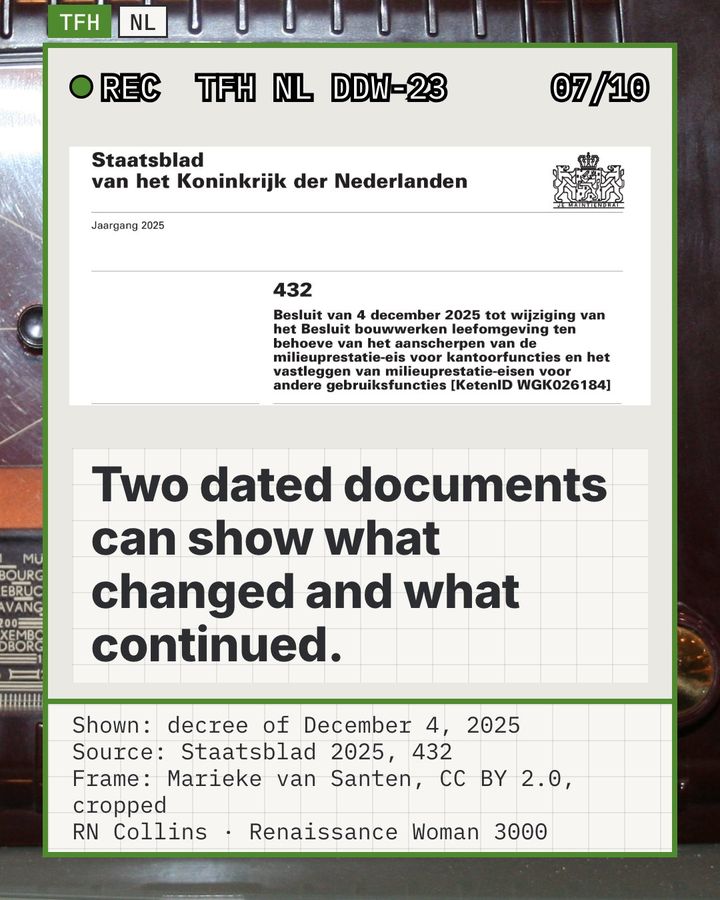 TFH NL
REC TFH NL DDW-23 07/10
Staatsblad
van het Koninkrijk der Nederlanden
JE MAINTIENDRAI
Jaargang 2025
432
Besluit van 4 december 2025 tot wijziging van
het Besluit bouwwerken leefomgeving ten
behoeve van het aanscherpen van de
milieuprestatie-eis voor kantoorfuncties en het
vastleggen van milieuprestatie-eisen voor
andere gebruiksfuncties [KetenID WGK026184]
Two dated documents
can show what
changed and what
continued.
Shown: decree of December 4, 2025
Source: Staatsblad 2025, 432
Frame: Marieke van Santen, CC BY 2.0,
cropped
RN Collins · Renaissance Woman 3000